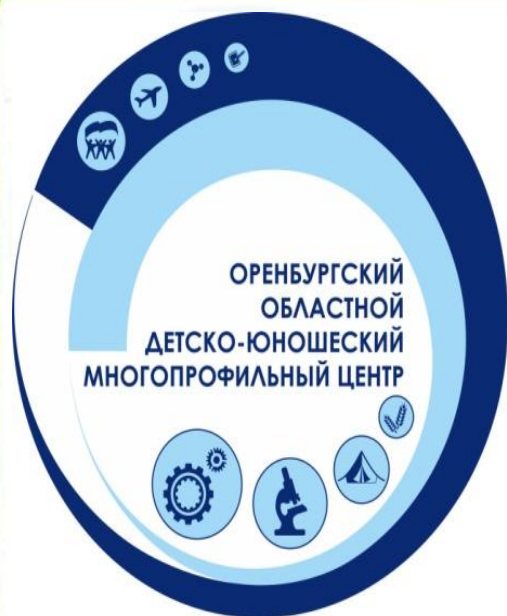 ОРЕНБУРГСКИЙ
ОБЛАСТНОЙ
ДЕТСКО-ЮНОШЕСКИЙ
МНОГОПРОФИЛЬНЫЙ ЦЕНТР